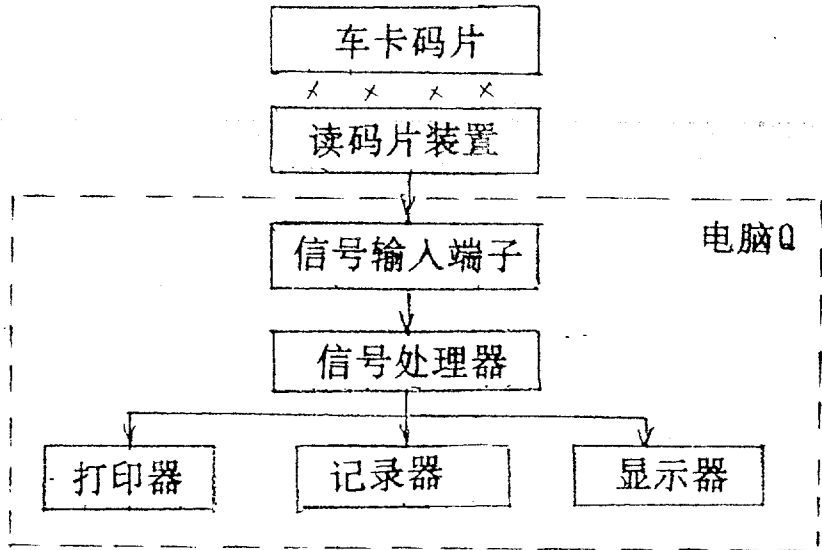 车卡码片
× × × ×
读码片装置
电脑Q
信号输入端子
信号处理器
打印器
记录器
显示器